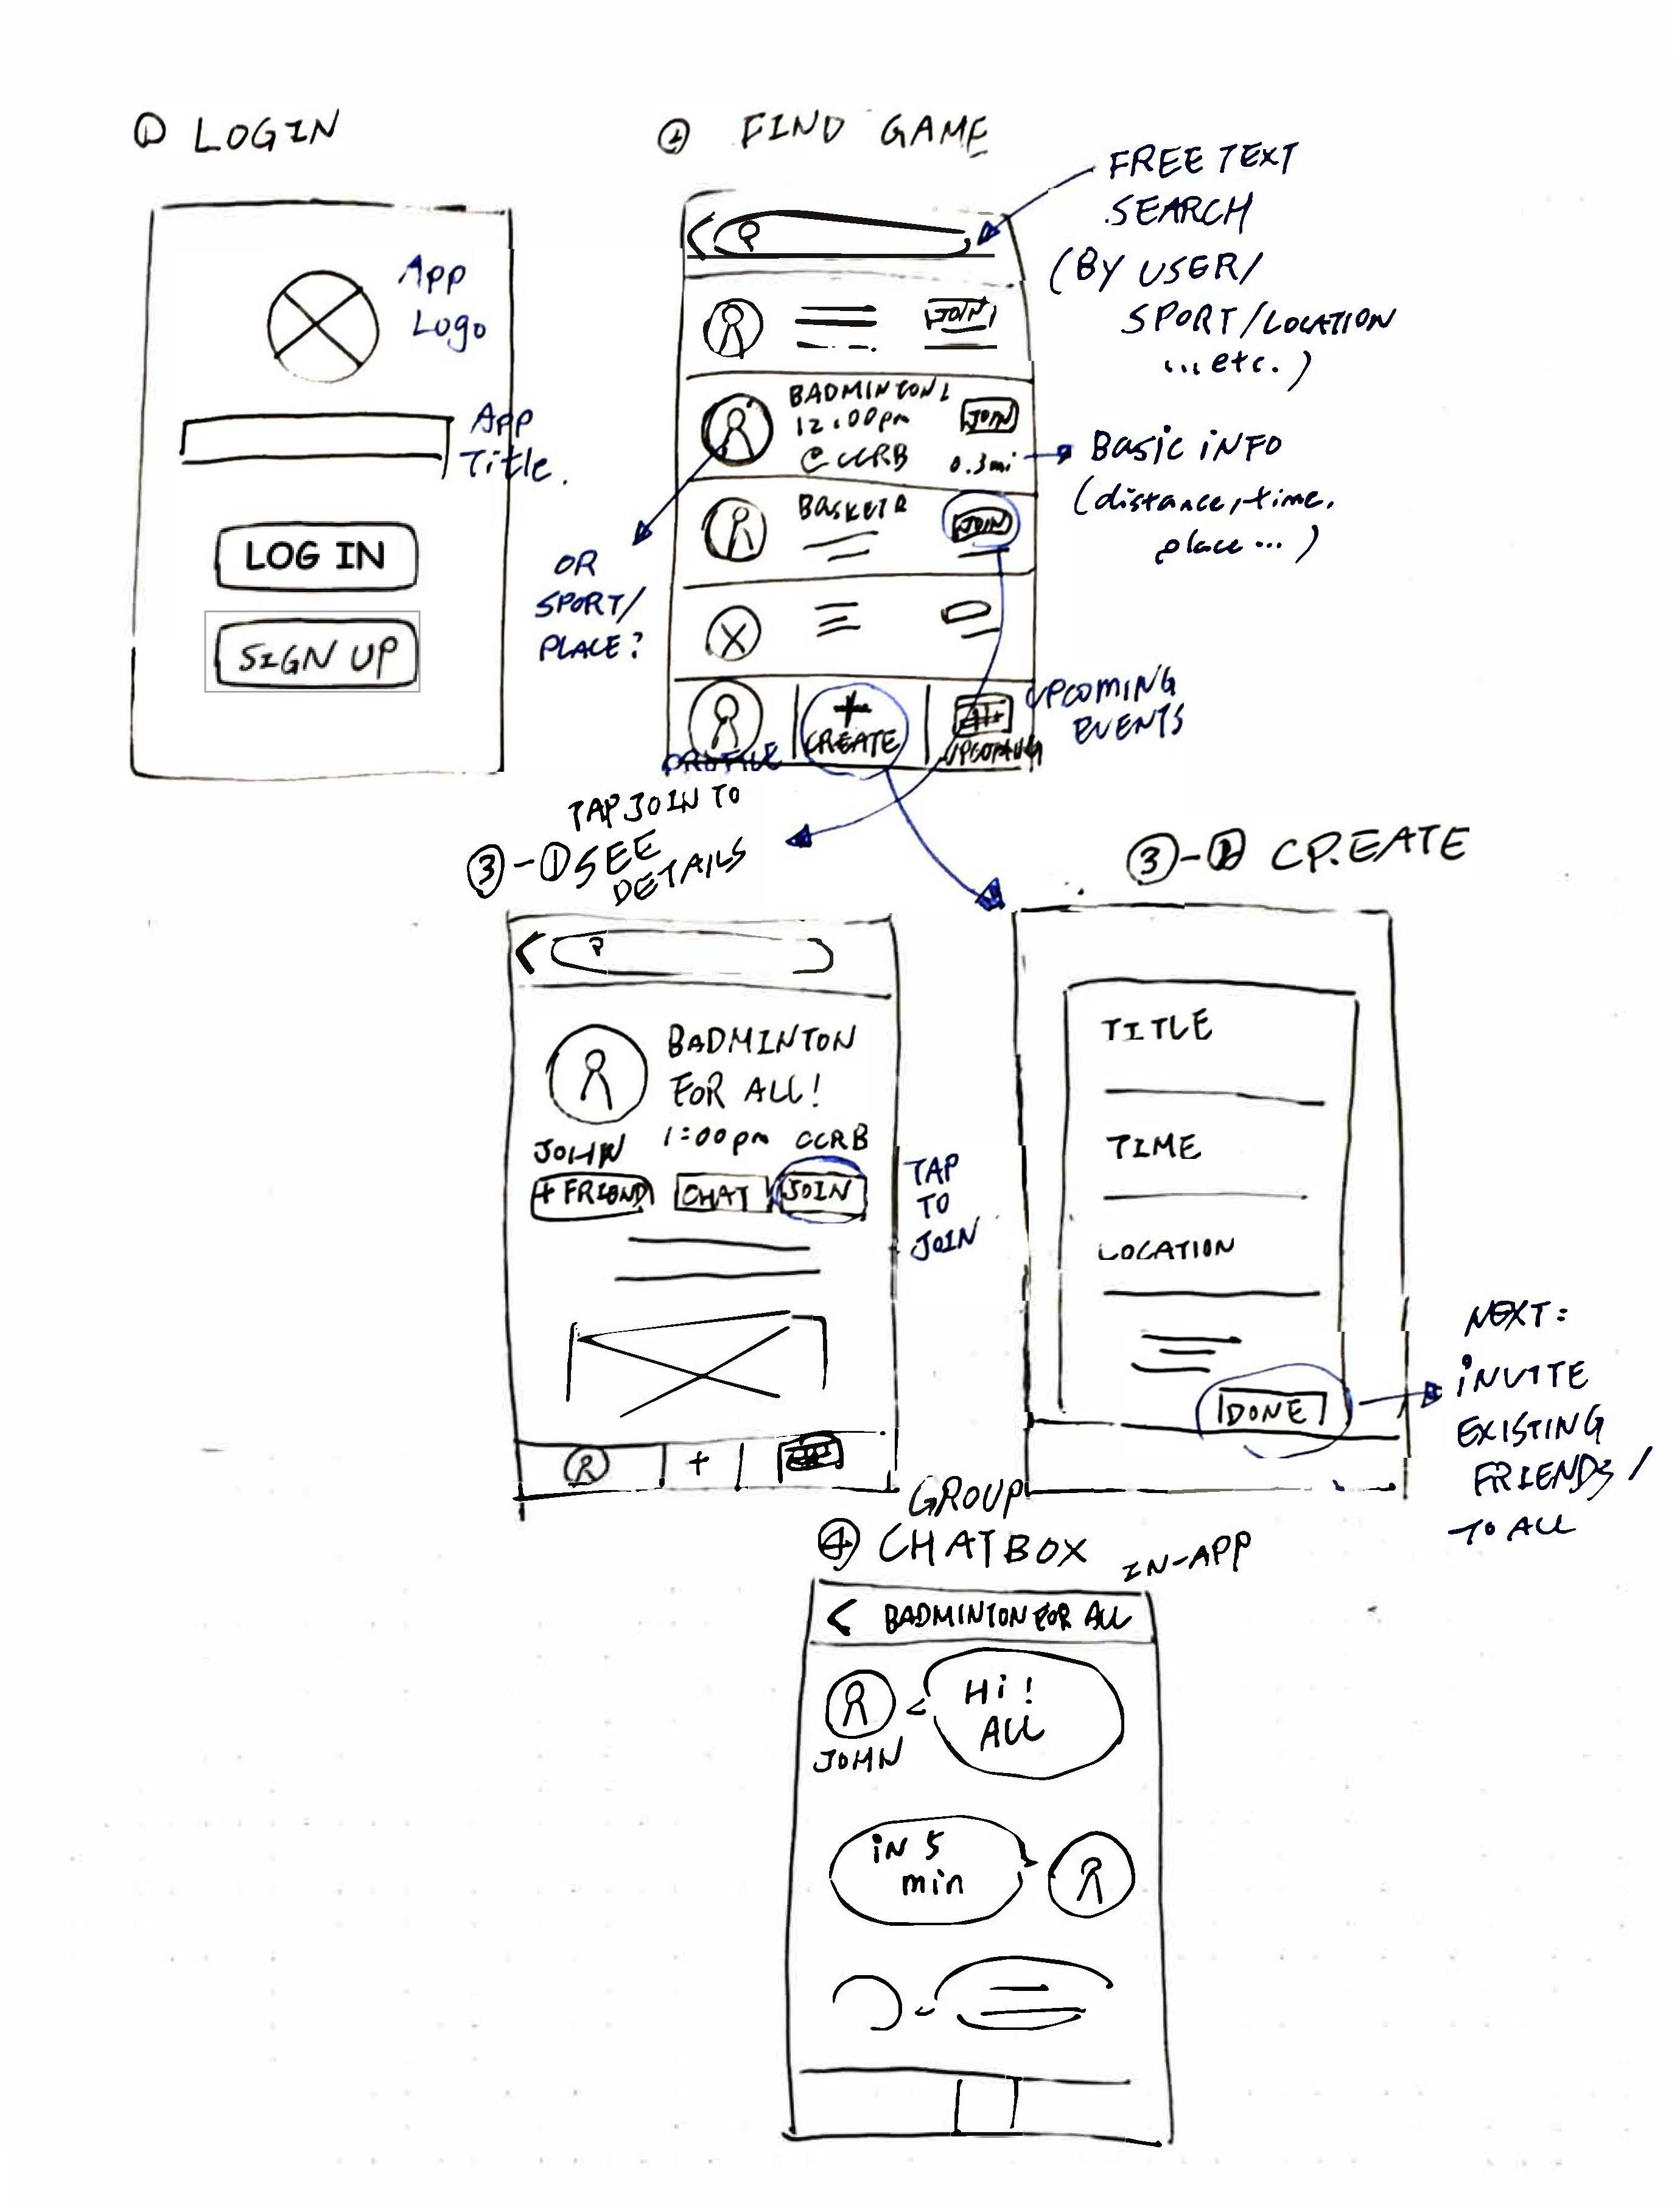 ① LOGIN
App
Logo
App
Title.
LOG IN
SIGN UP
② FIND GAME
FREE TEXT
SEARCH
(BY USER/
SPORT/LOCATION
...etc.)
JOIN
BADMINTON
12:00pm
@CCRB
JOIN
0.3mi
Basic INFO
(distance, time,
place...)
BASKET
JOIN
OR
SPORT/
PLACE?
PROFILE
+
CREATE
UPCOMING
UPCOMING
EVENTS
TAP JOIN TO
③-① SEE
DETAILS
BADMINTON
FOR ALL!
1:00pm CCRB
JOHN
+ FRIEND
CHAT
JOIN
TAP
TO
JOIN
+
③-② CREATE
TITLE
TIME
LOCATION
DONE
NEXT:
INVITE
EXISTING
FRIENDS/
TO ALL
GROUP
④ CHATBOX IN-APP
< BADMINTON FOR ALL
Hi!
ALL
JOHN
iN 5
min